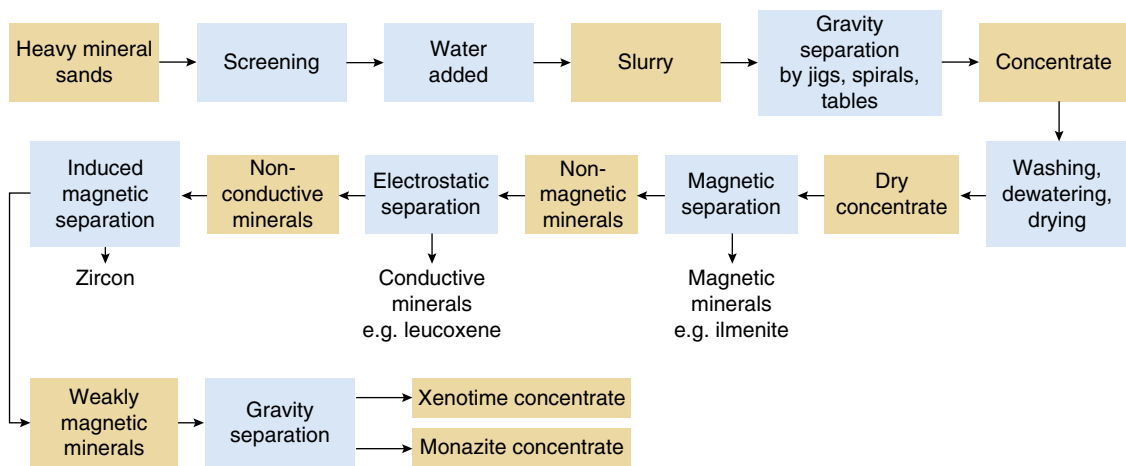 Heavy mineral
sands
Screening
Water
added
Slurry
Gravity
separation
by jigs, spirals,
tables
Concentrate
Washing,
dewatering,
drying
Dry
concentrate
Magnetic
separation
Non-
magnetic
minerals
Electrostatic
separation
Non-
conductive
minerals
Induced
magnetic
separation
Zircon
Conductive
minerals
e.g. leucoxene
Magnetic
minerals
e.g. ilmenite
Weakly
magnetic
minerals
Gravity
separation
Xenotime concentrate
Monazite concentrate